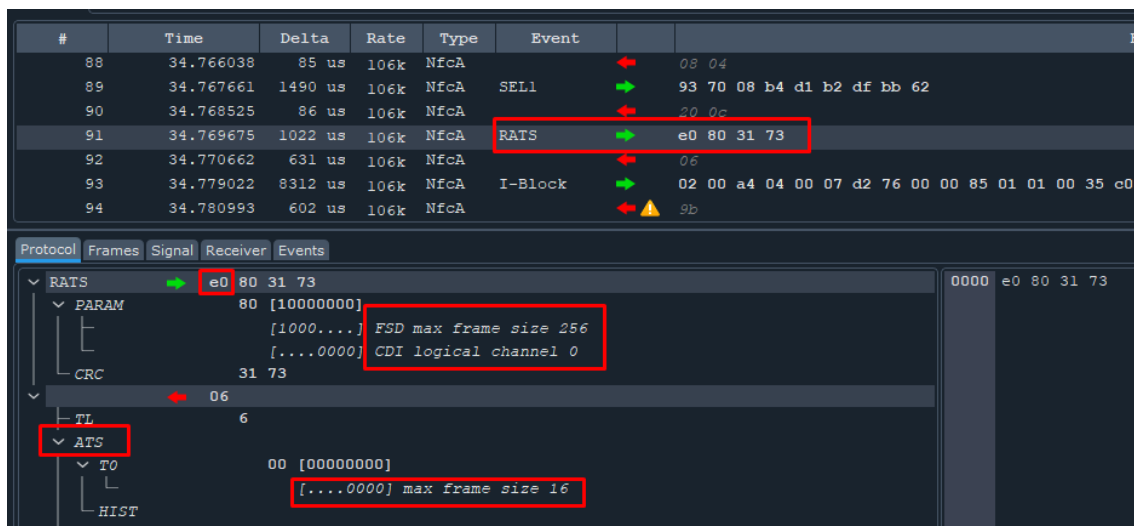 # Time Delta Rate Type Event
88 34.766038 85 us 106k NfcA 08 04
89 34.767661 1490 us 106k NfcA SEL1 93 70 08 b4 d1 b2 df bb 62
90 34.768525 86 us 106k NfcA 20 0c
91 34.769675 1022 us 106k NfcA RATS e0 80 31 73
92 34.770662 631 us 106k NfcA 06
93 34.779022 8312 us 106k NfcA I-Block 02 00 a4 04 00 07 d2 76 00 00 85 01 01 00 35 c0
94 34.780993 602 us 106k NfcA 9b
Protocol Frames Signal Receiver Events
RATS e0 80 31 73 0000 e0 80 31 73
PARAM 80 [10000000]
[1000....] FSD max frame size 256
[....0000] CDI logical channel 0
CRC 31 73
06
TL 6
ATS
T0 00 [00000000]
[....0000] max frame size 16
HIST